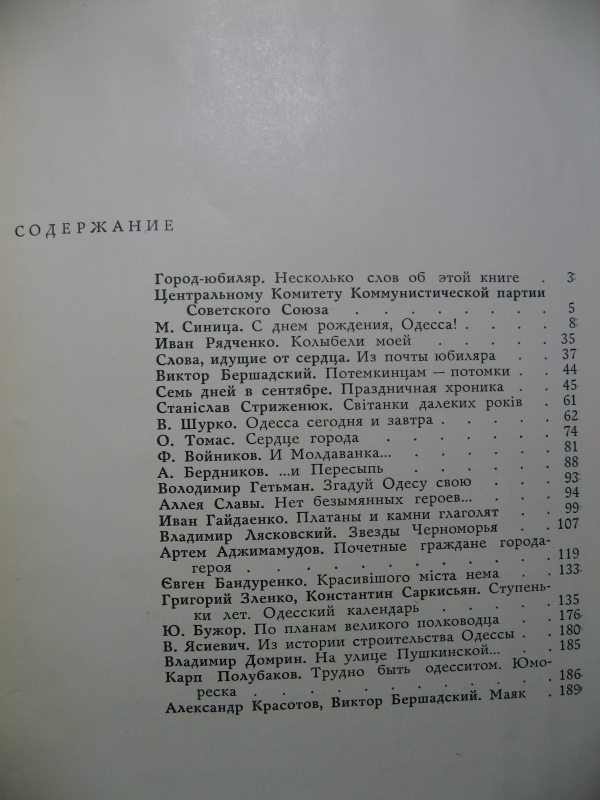 СОДЕРЖАНИЕ
Город-юбиляр. Несколько слов об этой книге . 3
Центральному Комитету Коммунистической партии
Советского Союза . . . . . . . 5
М. Синица. С днем рождения, Одесса! . . . . 8
Иван Рядченко. Колыбели моей . . . . . 35
Слова, идущие от сердца. Из почты юбиляра . . 37
Виктор Бершадский. Потемкинцам — потомки . . 44
Семь дней в сентябре. Праздничная хроника . . 45
Станіслав Стриженюк. Світанки далеких років . 61
В. Шурко. Одесса сегодня и завтра . . . . 62
О. Томас. Сердце города . . . . . . 74
Ф. Войников. И Молдаванка... . . . . . 81
А. Бердников. ...и Пересыпь . . . . . 88
Володимир Гетьман. Згадуй Одесу свою . . . 93
Аллея Славы. Нет безымянных героев... . . . 94
Иван Гайдаенко. Платаны и камни глаголят . . 99
Владимир Лясковский. Звезды Черноморья . . 107
Артем Аджимамудов. Почетные граждане города-
героя . . . . . . . . . . 119
Євген Бандуренко. Красивішого міста нема . . 133
Григорий Зленко, Константин Саркисьян. Ступень-
ки лет. Одесский календарь . . . . . 135
Ю. Бужор. По планам великого полководца . . 176
В. Ясиевич. Из истории строительства Одессы . . 180
Владимир Домрин. На улице Пушкинской... . . 185
Карп Полубаков. Трудно быть одесситом. Юмо-
реска . . . . . . . . . . 186
Александр Красотов, Виктор Бершадский. Маяк . 189